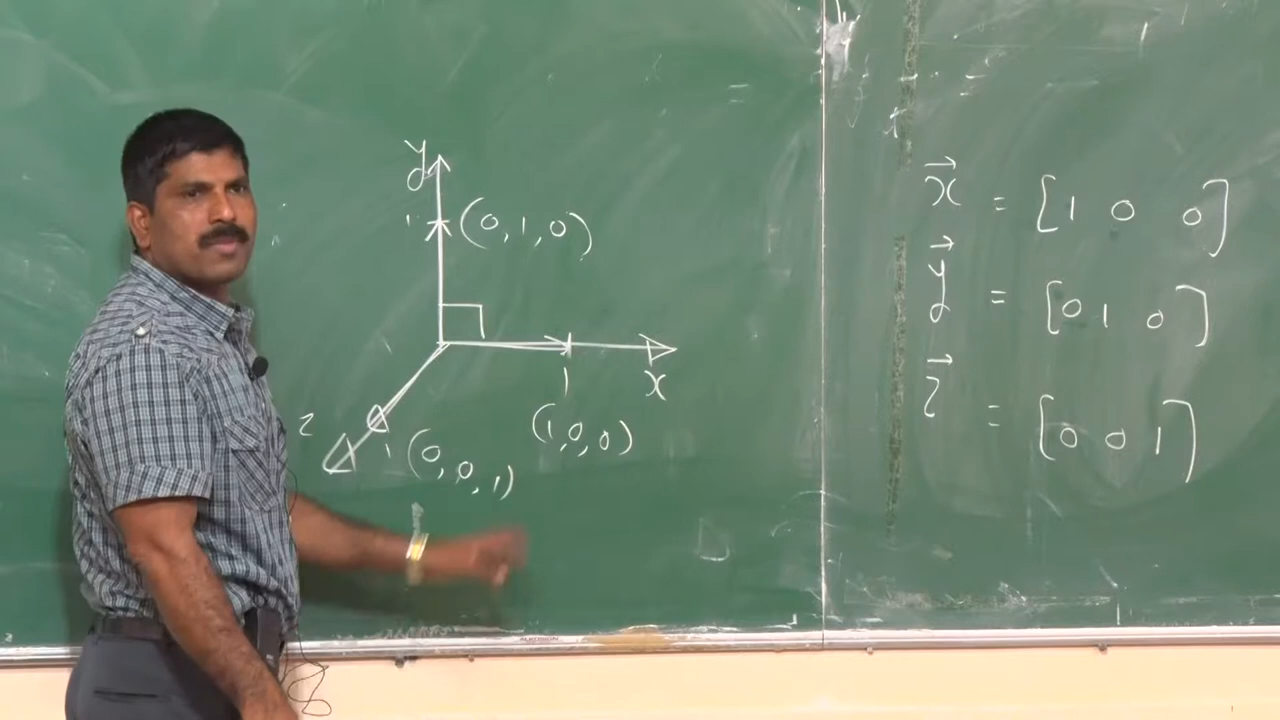 y
1 (0,1,0)
1
x
(1,0,0)
z
1 (0,0,1)
x⃗ = [1 0 0]
y⃗ = [0 1 0]
z⃗ = [0 0 1]